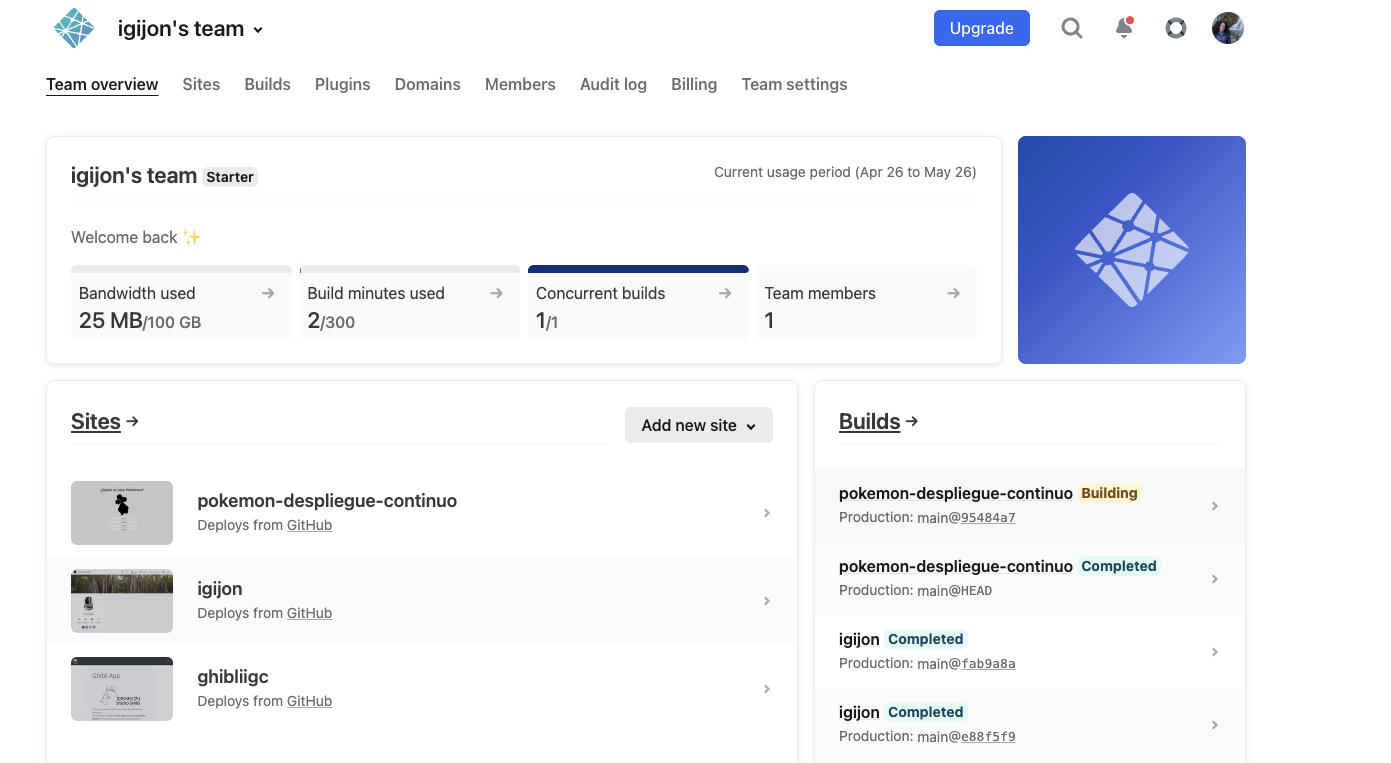 igijon's team
Upgrade
Team overview Sites Builds Plugins Domains Members Audit log Billing Team settings
igijon's team Starter
Current usage period (Apr 26 to May 26)
Welcome back ✨
Bandwidth used
25 MB/100 GB
Build minutes used
2/300
Concurrent builds
1/1
Team members
1
Sites →
Add new site
pokemon-despliegue-continuo
Deploys from GitHub
igijon
Deploys from GitHub
Ghibli App
ghibliigc
Deploys from GitHub
Builds →
pokemon-despliegue-continuo Building
Production: main@95484a7
pokemon-despliegue-continuo Completed
Production: main@HEAD
igijon Completed
Production: main@fab9a8a
igijon Completed
Production: main@e88f5f9